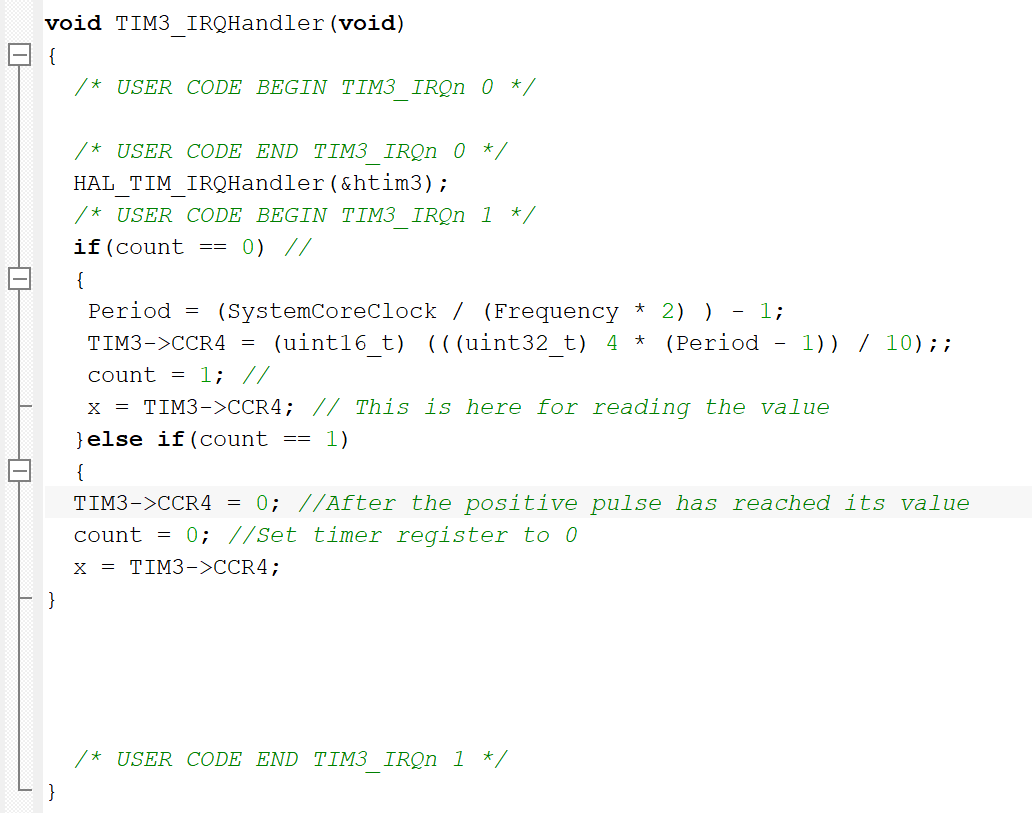 void TIM3_IRQHandler(void)
{
/* USER CODE BEGIN TIM3_IRQn 0 */
/* USER CODE END TIM3_IRQn 0 */
HAL_TIM_IRQHandler(&htim3);
/* USER CODE BEGIN TIM3_IRQn 1 */
if(count == 0) //
{
Period = (SystemCoreClock / (Frequency * 2) ) - 1;
TIM3->CCR4 = (uint16_t) (((uint32_t) 4 * (Period - 1)) / 10);;
count = 1; //
x = TIM3->CCR4; // This is here for reading the value
}else if(count == 1)
{
TIM3->CCR4 = 0; //After the positive pulse has reached its value
count = 0; //Set timer register to 0
x = TIM3->CCR4;
}
/* USER CODE END TIM3_IRQn 1 */
}